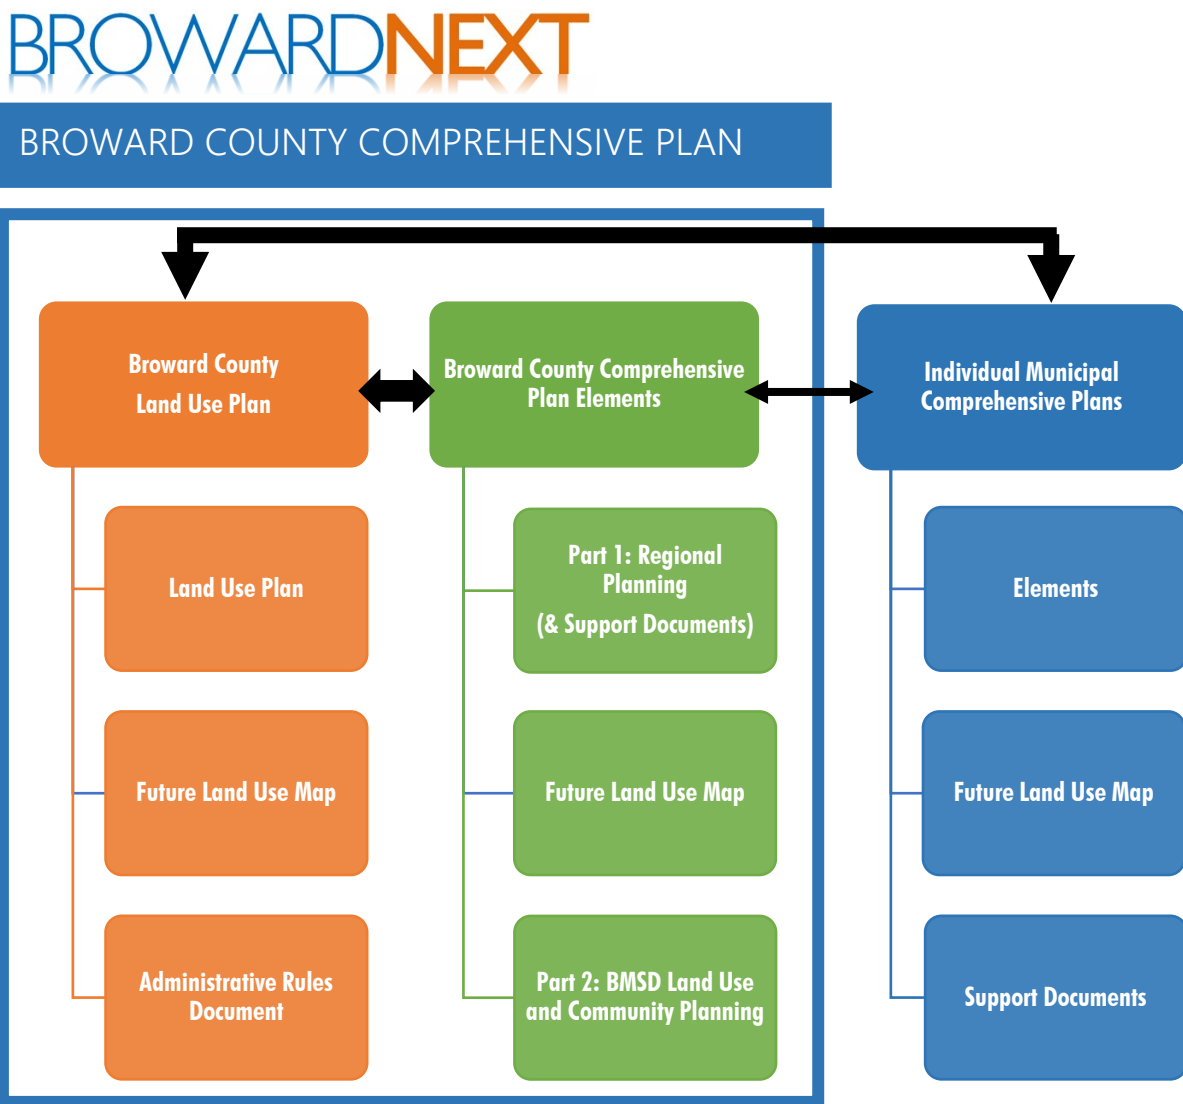 BROWARDNEXT
BROWARD COUNTY COMPREHENSIVE PLAN
Broward County
Land Use Plan
Land Use Plan
Future Land Use Map
Administrative Rules
Document
Broward County Comprehensive
Plan Elements
Part 1: Regional
Planning
(& Support Documents)
Future Land Use Map
Part 2: BMSD Land Use
and Community Planning
Individual Municipal
Comprehensive Plans
Elements
Future Land Use Map
Support Documents